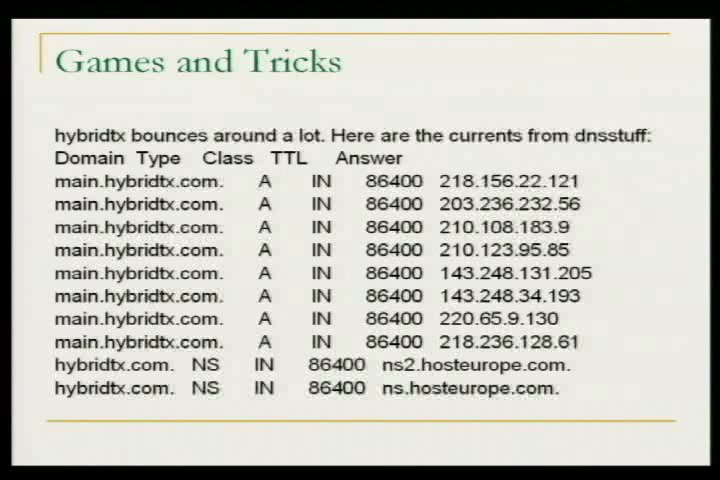 Games and Tricks
hybridtx bounces around a lot. Here are the currents from dnsstuff:
Domain Type Class TTL Answer
main.hybridtx.com. A IN 86400 218.156.22.121
main.hybridtx.com. A IN 86400 203.236.232.56
main.hybridtx.com. A IN 86400 210.108.183.9
main.hybridtx.com. A IN 86400 210.123.95.85
main.hybridtx.com. A IN 86400 143.248.131.205
main.hybridtx.com. A IN 86400 143.248.34.193
main.hybridtx.com. A IN 86400 220.65.9.130
main.hybridtx.com. A IN 86400 218.236.128.61
hybridtx.com. NS IN 86400 ns2.hosteurope.com.
hybridtx.com. NS IN 86400 ns.hosteurope.com.